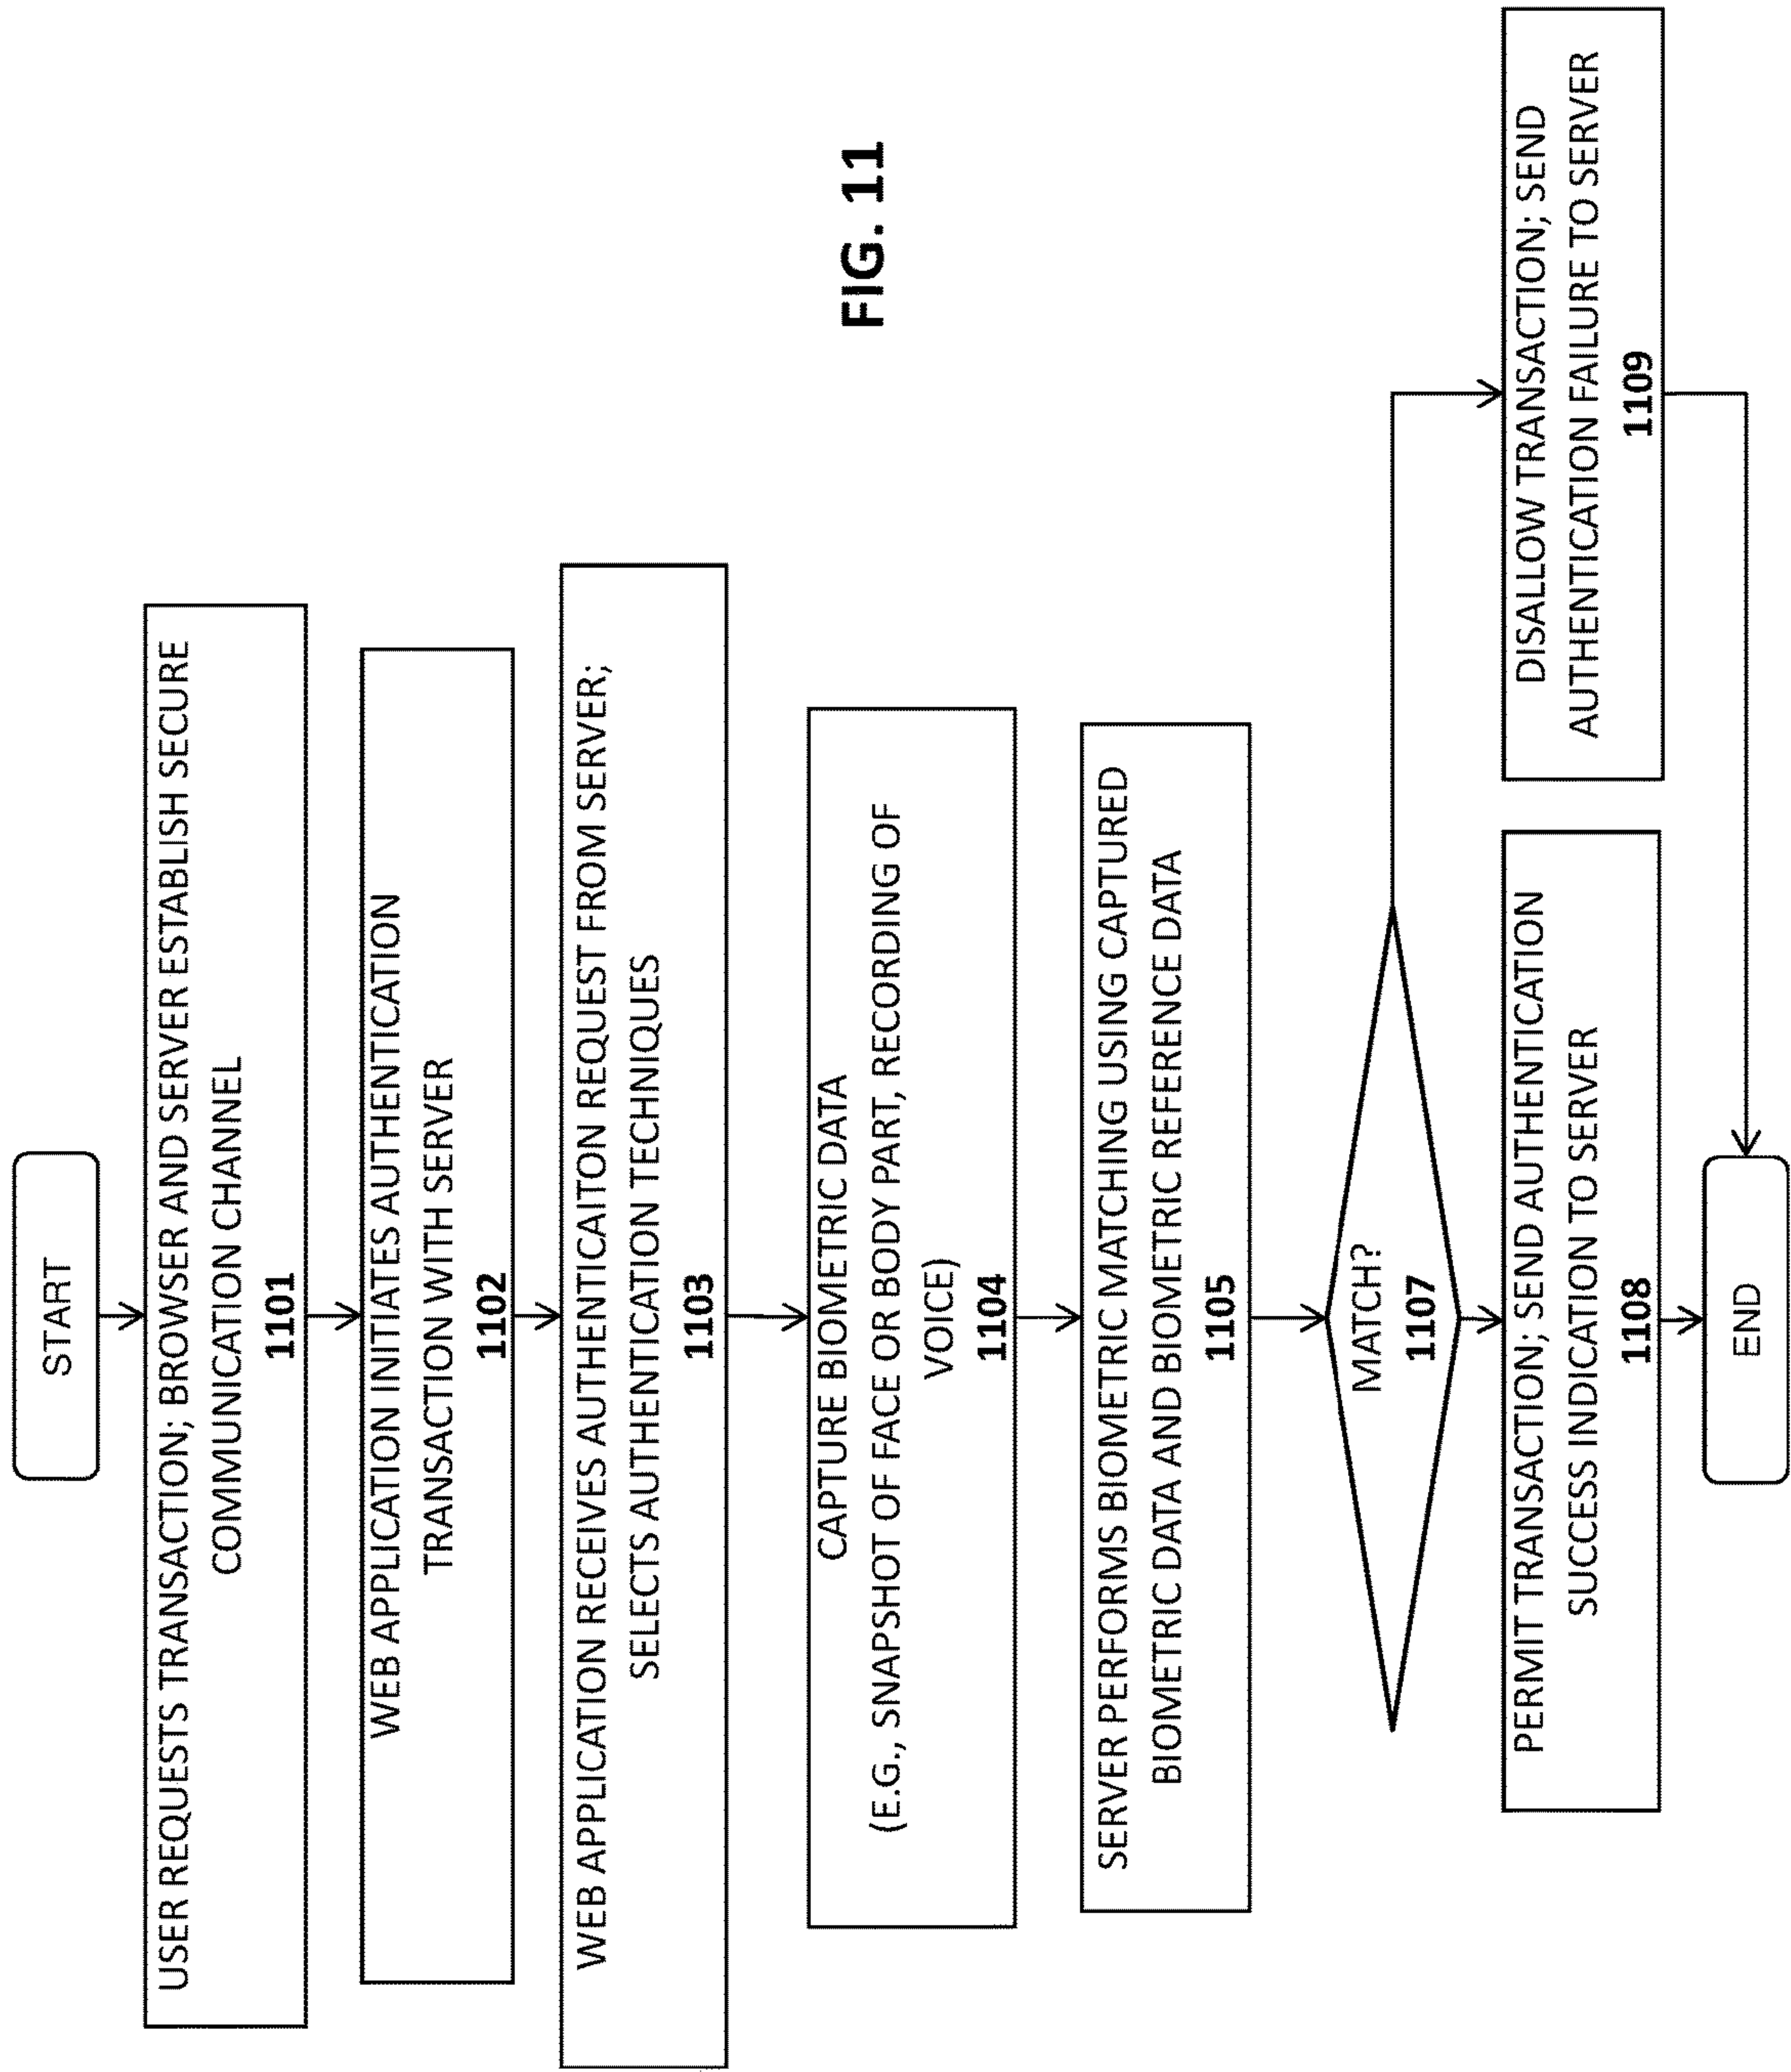 START
USER REQUESTS TRANSACTION; BROWSER AND SERVER ESTABLISH SECURE
COMMUNICATION CHANNEL
1101
WEB APPLICATION INITIATES AUTHENTICATION
TRANSACTION WITH SERVER
1102
WEB APPLICATION RECEIVES AUTHENTICAITON REQUEST FROM SERVER;
SELECTS AUTHENTICATION TECHNIQUES
1103
CAPTURE BIOMETRIC DATA
(E.G., SNAPSHOT OF FACE OR BODY PART, RECORDING OF
VOICE)
1104
SERVER PERFORMS BIOMETRIC MATCHING USING CAPTURED
BIOMETRIC DATA AND BIOMETRIC REFERENCE DATA
1105
MATCH?
1107
PERMIT TRANSACTION; SEND AUTHENTICATION
SUCCESS INDICATION TO SERVER
1108
DISALLOW TRANSACTION; SEND
AUTHENTICATION FAILURE TO SERVER
1109
END
FIG. 11